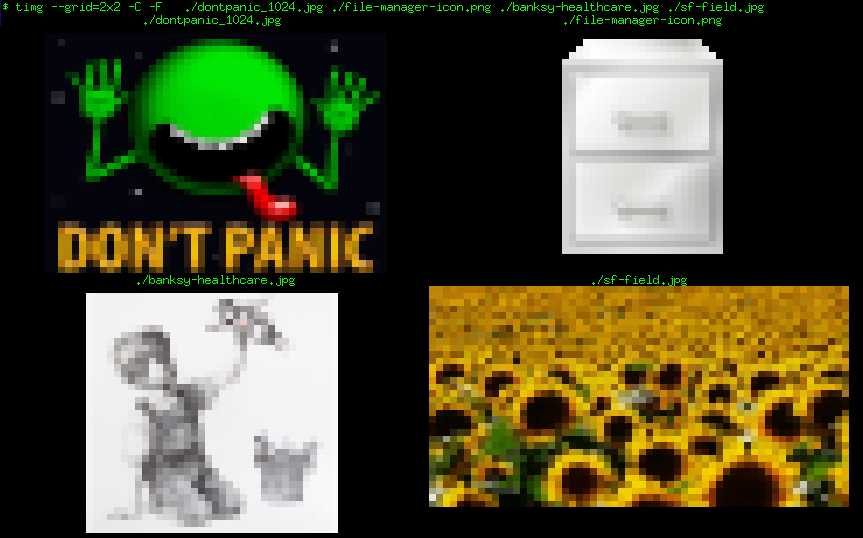 $ timg --grid=2x2 -C -F   ./dontpanic_1024.jpg ./file-manager-icon.png ./banksy-healthcare.jpg ./sf-field.jpg
./dontpanic_1024.jpg
./file-manager-icon.png
DON'T PANIC
./banksy-healthcare.jpg
./sf-field.jpg